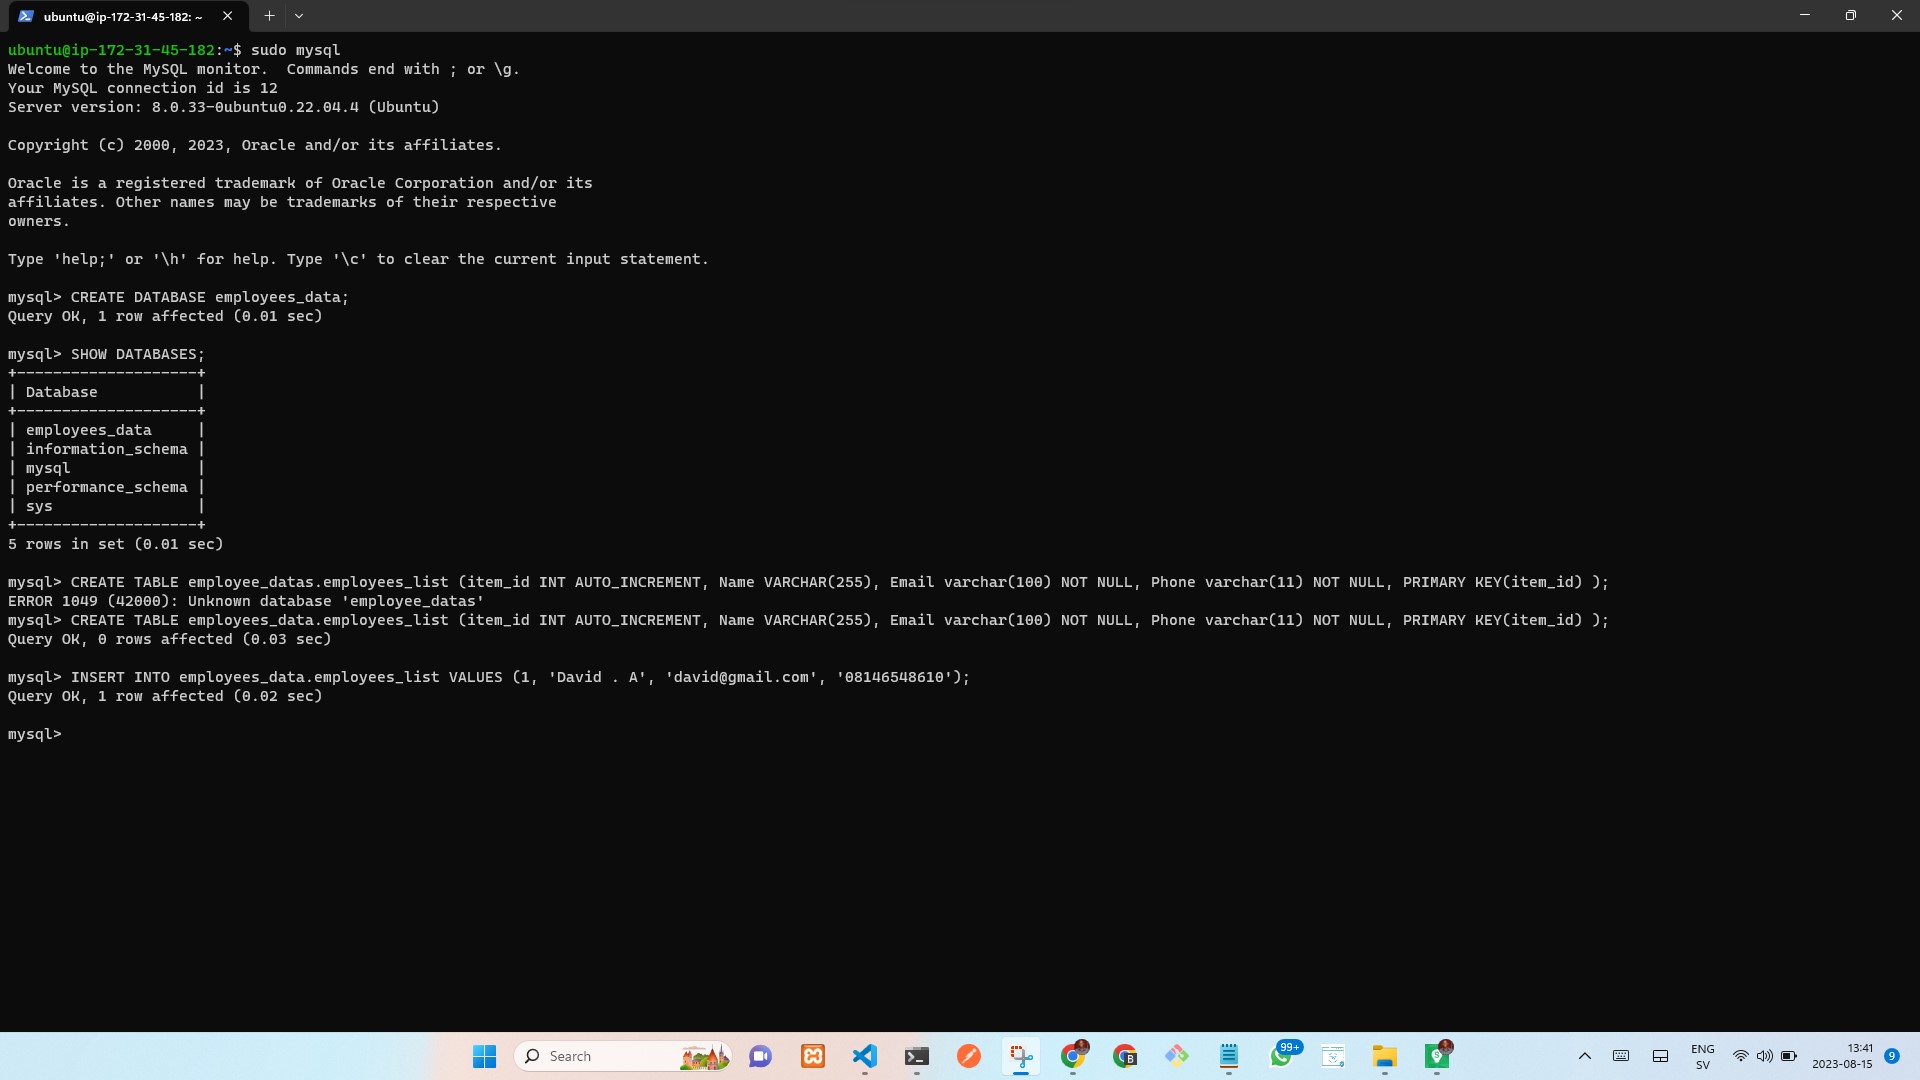 ubuntu@ip-172-31-45-182: ~
ubuntu@ip-172-31-45-182:~$ sudo mysql
Welcome to the MySQL monitor.  Commands end with ; or \g.
Your MySQL connection id is 12
Server version: 8.0.33-0ubuntu0.22.04.4 (Ubuntu)
Copyright (c) 2000, 2023, Oracle and/or its affiliates.
Oracle is a registered trademark of Oracle Corporation and/or its
affiliates. Other names may be trademarks of their respective
owners.
Type 'help;' or '\h' for help. Type '\c' to clear the current input statement.
mysql> CREATE DATABASE employees_data;
Query OK, 1 row affected (0.01 sec)
mysql> SHOW DATABASES;
+--------------------+
| Database           |
+--------------------+
| employees_data     |
| information_schema |
| mysql              |
| performance_schema |
| sys                |
+--------------------+
5 rows in set (0.01 sec)
mysql> CREATE TABLE employee_datas.employees_list (item_id INT AUTO_INCREMENT, Name VARCHAR(255), Email varchar(100) NOT NULL, Phone varchar(11) NOT NULL, PRIMARY KEY(item_id) );
ERROR 1049 (42000): Unknown database 'employee_datas'
mysql> CREATE TABLE employees_data.employees_list (item_id INT AUTO_INCREMENT, Name VARCHAR(255), Email varchar(100) NOT NULL, Phone varchar(11) NOT NULL, PRIMARY KEY(item_id) );
Query OK, 0 rows affected (0.03 sec)
mysql> INSERT INTO employees_data.employees_list VALUES (1, 'David . A', 'david@gmail.com', '08146548610');
Query OK, 1 row affected (0.02 sec)
mysql>
Search
99+
ENG
SV
13:41
2023-08-15
9